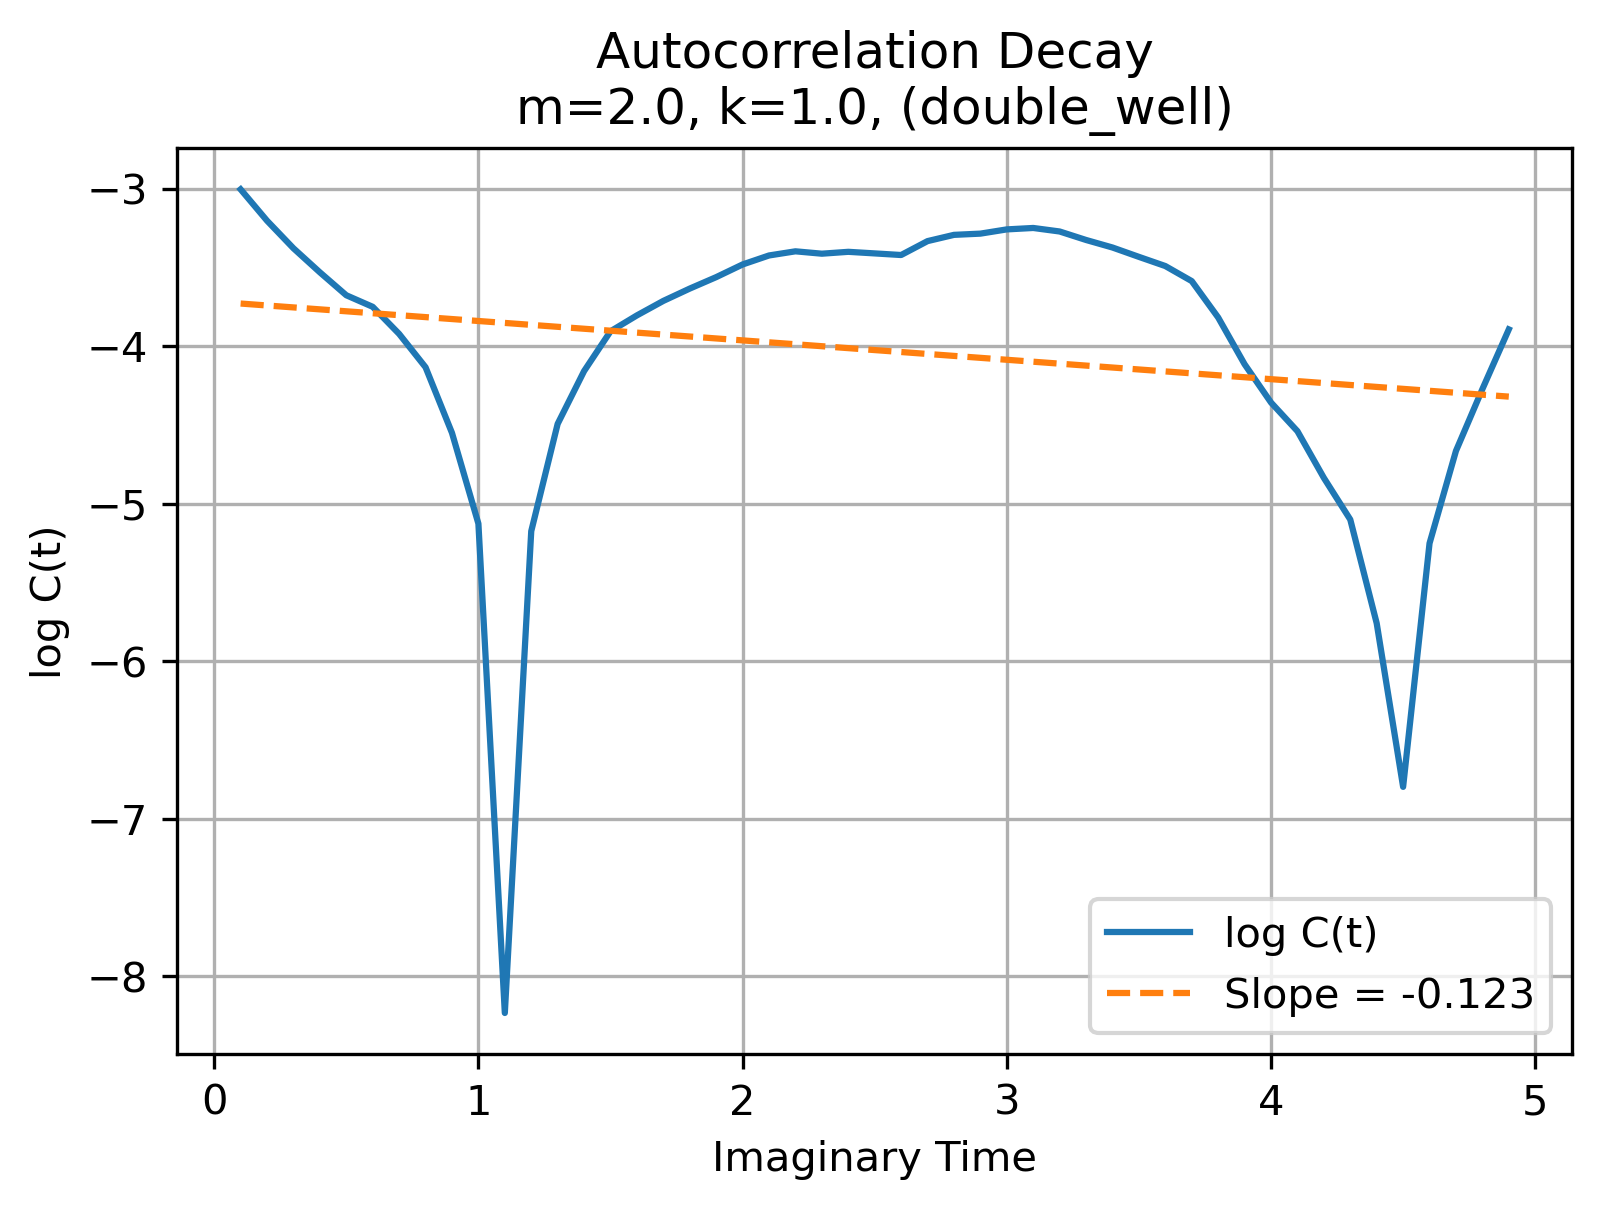 Autocorrelation Decay
m=2.0, k=1.0, (double_well)
−3
−4
−5
−6
−7
−8
log C(t)
log C(t)
Slope = -0.123
0 1 2 3 4 5
Imaginary Time